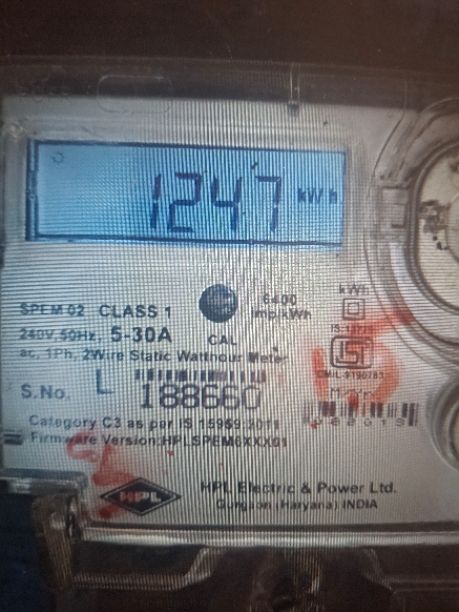 1247 kWh
kWh
6400
SPEM 02 CLASS 1 imp/kWh
240V, 50Hz, 5-30A CAL
ac, 1Ph, 2Wire Static Watthour Meter
S.No. L 188660
Category C3 as per IS 15959:2011
Firmware Version:HPLSPEM6XXX01
HPL HPL Electric & Power Ltd.
Gurgaon (Haryana) INDIA